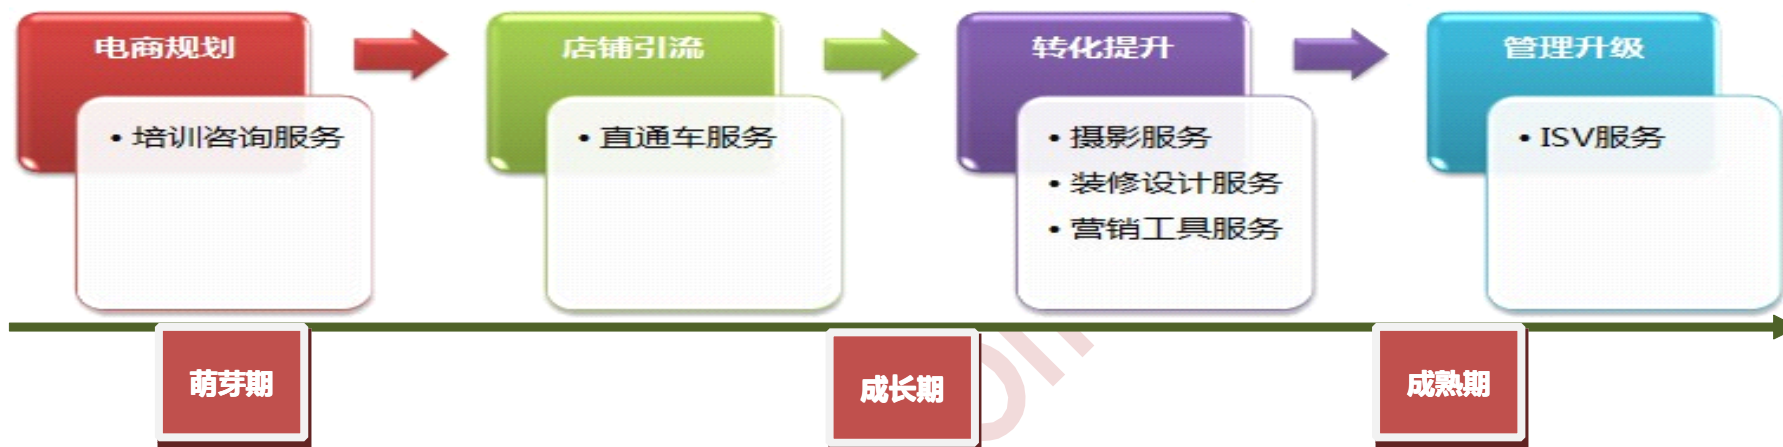 电商规划
• 培训咨询服务
店铺引流
• 直通车服务
转化提升
• 摄影服务
• 装修设计服务
• 营销工具服务
管理升级
• ISV服务
萌芽期
成长期
成熟期